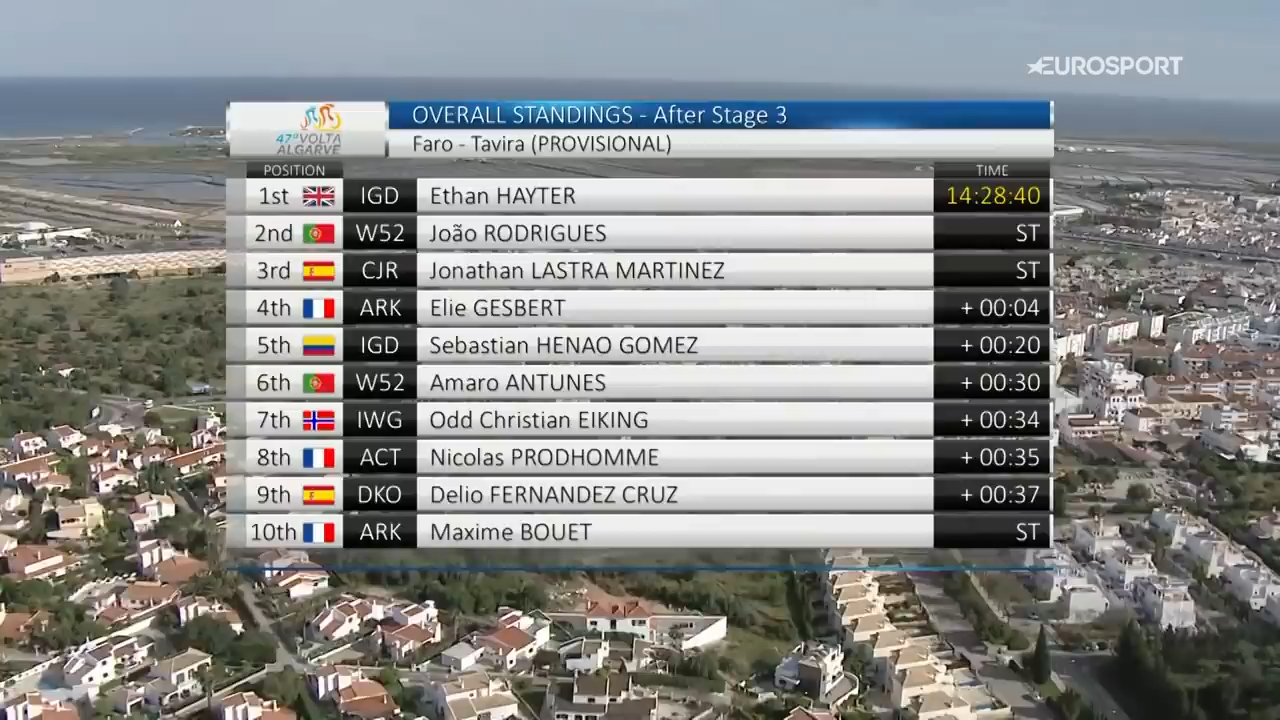 EUROSPORT
OVERALL STANDINGS - After Stage 3
47ª VOLTA
ALGARVE
Faro - Tavira (PROVISIONAL)
POSITION TIME
1st IGD Ethan HAYTER 14:28:40
2nd W52 João RODRIGUES ST
3rd CJR Jonathan LASTRA MARTINEZ ST
4th ARK Elie GESBERT + 00:04
5th IGD Sebastian HENAO GOMEZ + 00:20
6th W52 Amaro ANTUNES + 00:30
7th IWG Odd Christian EIKING + 00:34
8th ACT Nicolas PRODHOMME + 00:35
9th DKO Delio FERNANDEZ CRUZ + 00:37
10th ARK Maxime BOUET ST